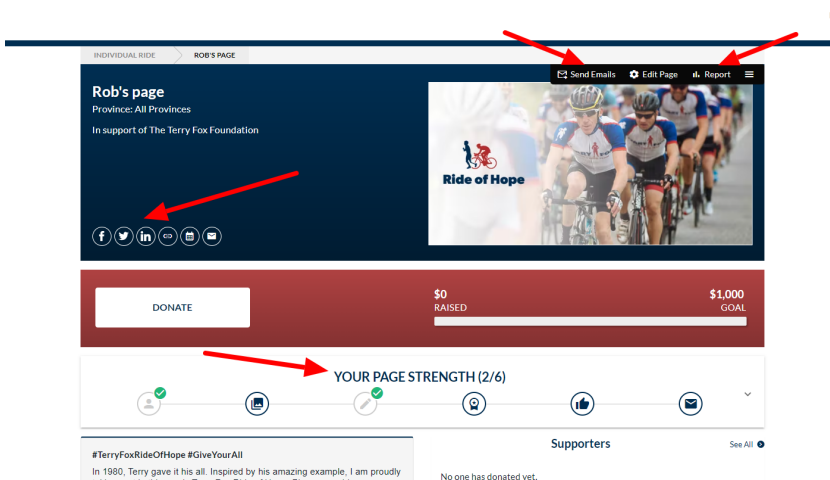 INDIVIDUAL RIDE
ROB'S PAGE
Send Emails
Edit Page
Report
Rob's page
Province: All Provinces
In support of The Terry Fox Foundation
Ride of Hope
DONATE
$0
RAISED
$1,000
GOAL
YOUR PAGE STRENGTH (2/6)
#TerryFoxRideOfHope #GiveYourAll
In 1980, Terry gave it his all. Inspired by his amazing example, I am proudly
Supporters
See All
No one has donated yet.